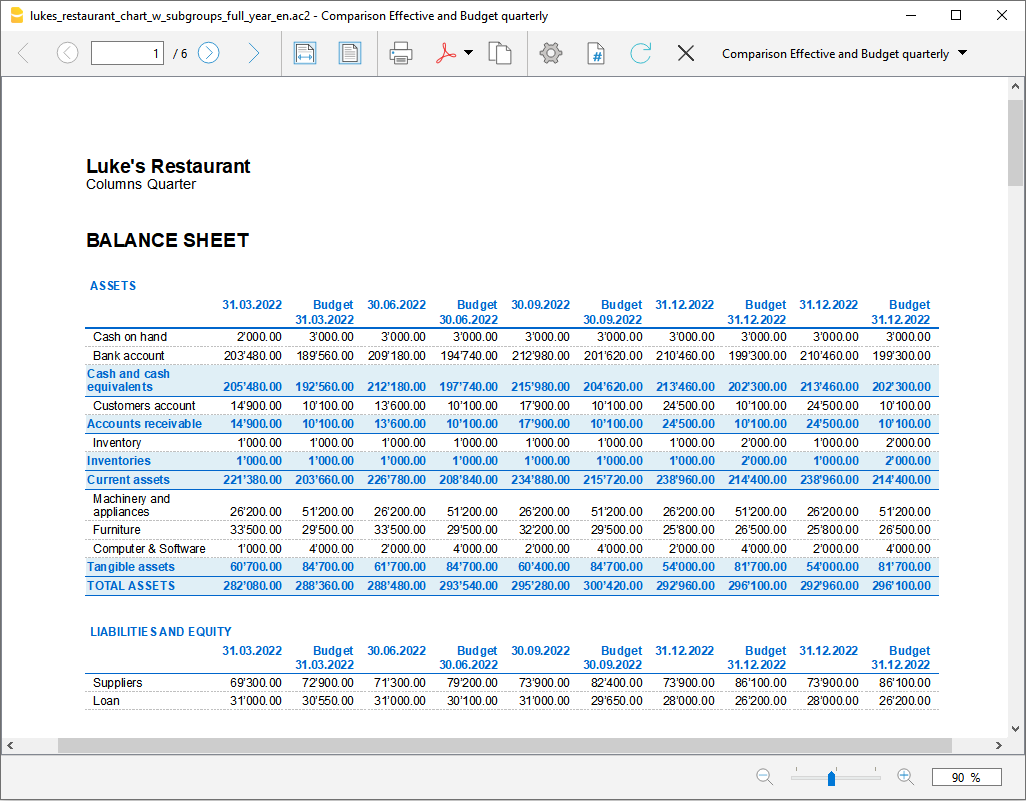 lukes_restaurant_chart_w_subgroups_full_year_en.ac2 - Comparison Effective and Budget quarterly
1 / 6 Comparison Effective and Budget quarterly
Luke's Restaurant
Columns Quarter
BALANCE SHEET
ASSETS
31.03.2022 Budget 30.06.2022 Budget 30.09.2022 Budget 31.12.2022 Budget 31.12.2022 Budget
31.03.2022 30.06.2022 30.09.2022 31.12.2022 31.12.2022
Cash on hand 2'000.00 3'000.00 3'000.00 3'000.00 3'000.00 3'000.00 3'000.00 3'000.00 3'000.00 3'000.00
Bank account 203'480.00 189'560.00 209'180.00 194'740.00 212'980.00 201'620.00 210'460.00 199'300.00 210'460.00 199'300.00
Cash and cash
equivalents 205'480.00 192'560.00 212'180.00 197'740.00 215'980.00 204'620.00 213'460.00 202'300.00 213'460.00 202'300.00
Customers account 14'900.00 10'100.00 13'600.00 10'100.00 17'900.00 10'100.00 24'500.00 10'100.00 24'500.00 10'100.00
Accounts receivable 14'900.00 10'100.00 13'600.00 10'100.00 17'900.00 10'100.00 24'500.00 10'100.00 24'500.00 10'100.00
Inventory 1'000.00 1'000.00 1'000.00 1'000.00 1'000.00 1'000.00 1'000.00 2'000.00 1'000.00 2'000.00
Inventories 1'000.00 1'000.00 1'000.00 1'000.00 1'000.00 1'000.00 1'000.00 2'000.00 1'000.00 2'000.00
Current assets 221'380.00 203'660.00 226'780.00 208'840.00 234'880.00 215'720.00 238'960.00 214'400.00 238'960.00 214'400.00
Machinery and
appliances 26'200.00 51'200.00 26'200.00 51'200.00 26'200.00 51'200.00 26'200.00 51'200.00 26'200.00 51'200.00
Furniture 33'500.00 29'500.00 33'500.00 29'500.00 32'200.00 29'500.00 25'800.00 26'500.00 25'800.00 26'500.00
Computer & Software 1'000.00 4'000.00 2'000.00 4'000.00 2'000.00 4'000.00 2'000.00 4'000.00 2'000.00 4'000.00
Tangible assets 60'700.00 84'700.00 61'700.00 84'700.00 60'400.00 84'700.00 54'000.00 81'700.00 54'000.00 81'700.00
TOTAL ASSETS 282'080.00 288'360.00 288'480.00 293'540.00 295'280.00 300'420.00 292'960.00 296'100.00 292'960.00 296'100.00
LIABILITIES AND EQUITY
31.03.2022 Budget 30.06.2022 Budget 30.09.2022 Budget 31.12.2022 Budget 31.12.2022 Budget
31.03.2022 30.06.2022 30.09.2022 31.12.2022 31.12.2022
Suppliers 69'300.00 72'900.00 71'300.00 79'200.00 73'900.00 82'400.00 73'900.00 86'100.00 73'900.00 86'100.00
Loan 31'000.00 30'550.00 31'000.00 30'100.00 31'000.00 29'650.00 28'000.00 26'200.00 28'000.00 26'200.00
90 %